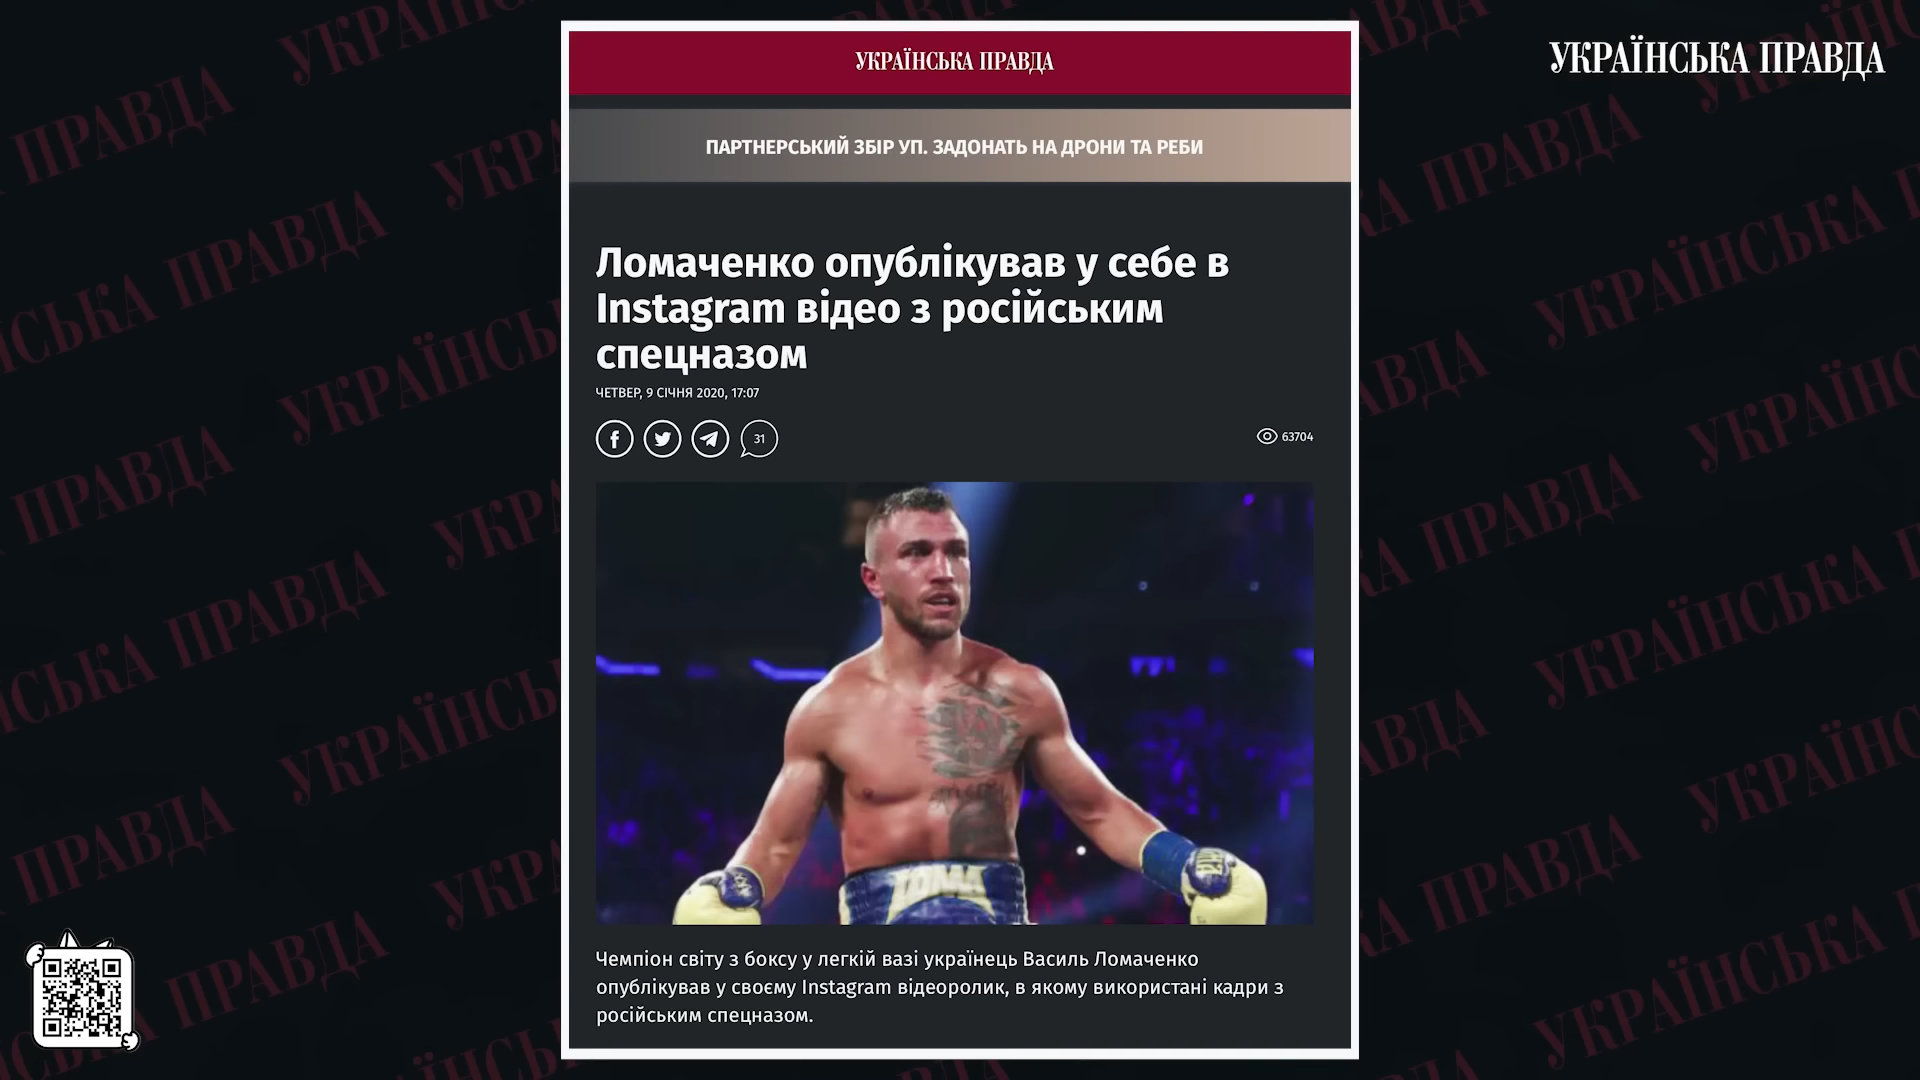 УКРАЇНСЬКА ПРАВДА
УКРАЇНСЬКА ПРАВДА
ПАРТНЕРСЬКИЙ ЗБІР УП. ЗАДОНАТЬ НА ДРОНИ ТА РЕБИ
Ломаченко опублікував у себе в
Instagram відео з російським
спецназом
ЧЕТВЕР, 9 СІЧНЯ 2020, 17:07
31
63704
LOMA
Чемпіон світу з боксу у легкій вазі українець Василь Ломаченко
опублікував у своєму Instagram відеоролик, в якому використані кадри з
російським спецназом.